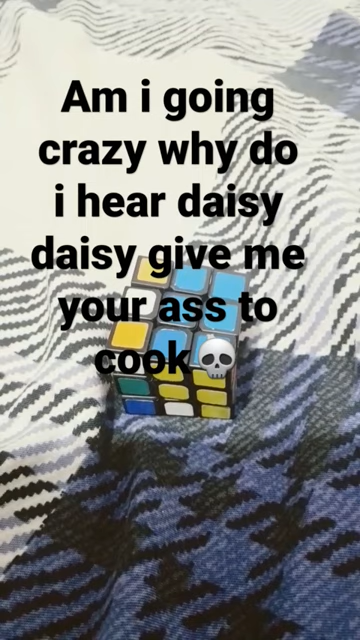 Am i going
crazy why do
i hear daisy
daisy give me
your ass to
cook💀